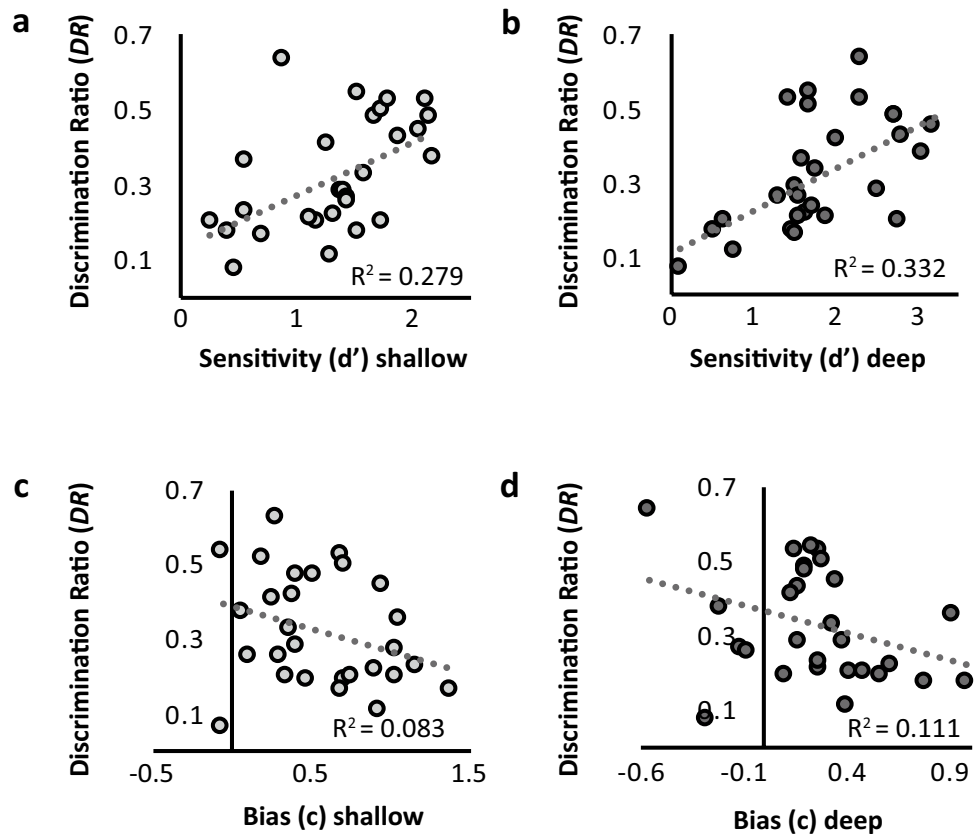 a
Discrimination Ratio (DR)
0.7
0.5
0.3
0.1
R² = 0.279
0
1
2
Sensitivity (d’) shallow
b
Discrimination Ratio (DR)
0.7
0.5
0.3
0.1
R² = 0.332
0
1
2
3
Sensitivity (d’) deep
c
Discrimination Ratio (DR)
0.7
0.5
0.3
0.1
R² = 0.083
-0.5
0.5
1.5
Bias (c) shallow
d
Discrimination Ratio (DR)
0.7
0.5
0.3
0.1
R² = 0.111
-0.6
-0.1
0.4
0.9
Bias (c) deep